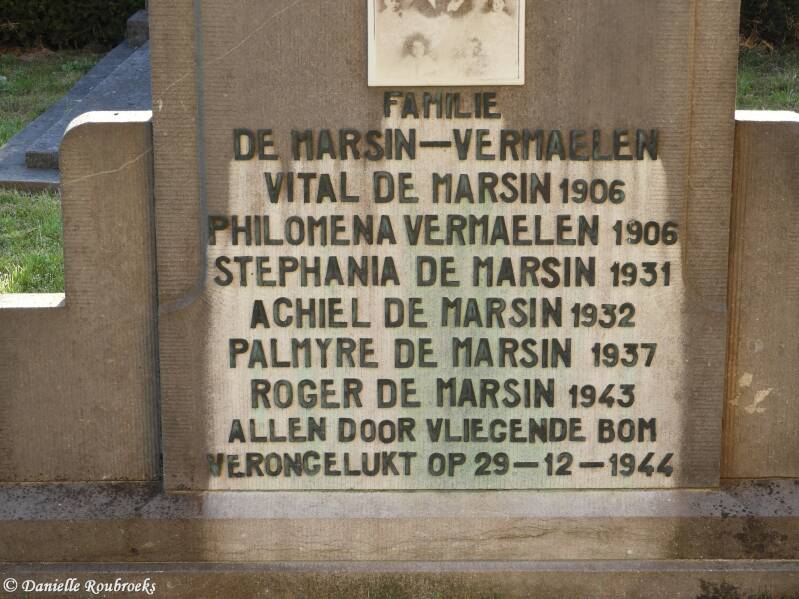 FAMILIE
DE MARSIN-VERMAELEN
VITAL DE MARSIN 1906
PHILOMENA VERMAELEN 1906
STEPHANIA DE MARSIN 1931
ACHIEL DE MARSIN 1932
PALMYRE DE MARSIN 1937
ROGER DE MARSIN 1943
ALLEN DOOR VLIEGENDE BOM
VERONGELUKT OP 29-12-1944
© Danielle Roubroeks